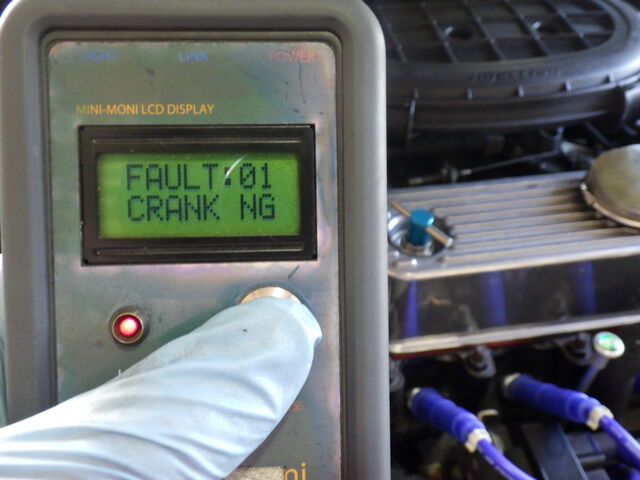 LIGHT LINK POWER
MINI-MONI LCD DISPLAY
FAULT:01
CRANK NG